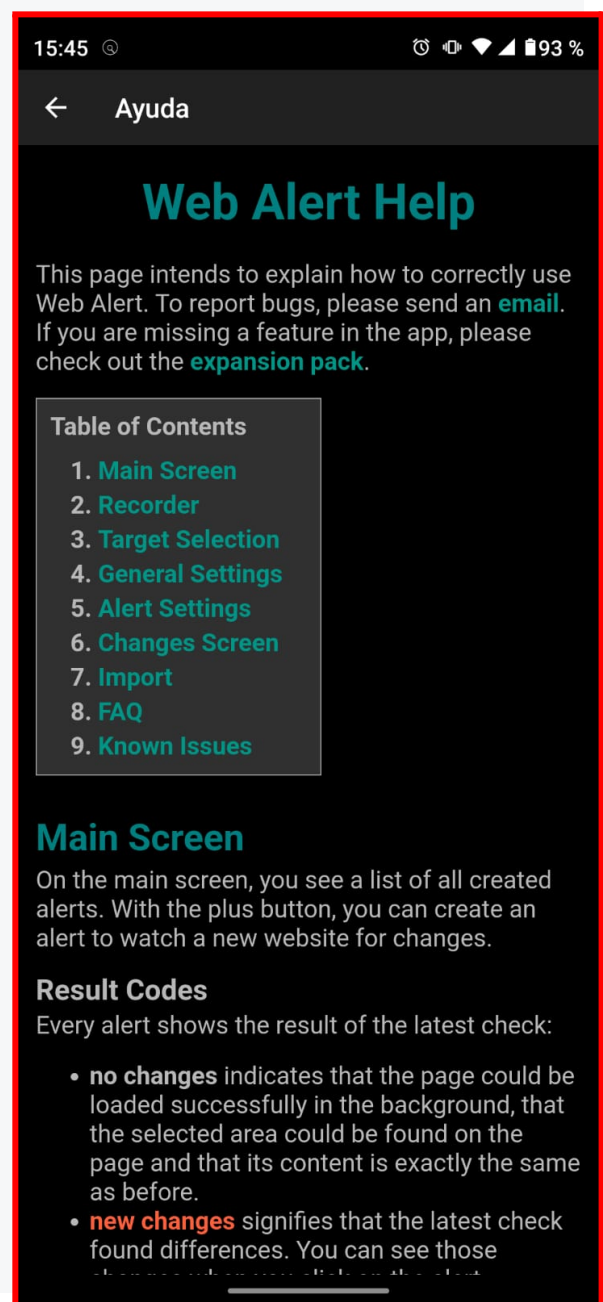 15:45 93 %
Ayuda
Web Alert Help
This page intends to explain how to correctly use
Web Alert. To report bugs, please send an email.
If you are missing a feature in the app, please
check out the expansion pack.
Table of Contents
1. Main Screen
2. Recorder
3. Target Selection
4. General Settings
5. Alert Settings
6. Changes Screen
7. Import
8. FAQ
9. Known Issues
Main Screen
On the main screen, you see a list of all created
alerts. With the plus button, you can create an
alert to watch a new website for changes.
Result Codes
Every alert shows the result of the latest check:
• no changes indicates that the page could be
loaded successfully in the background, that
the selected area could be found on the
page and that its content is exactly the same
as before.
• new changes signifies that the latest check
found differences. You can see those
changes when you click on the alert